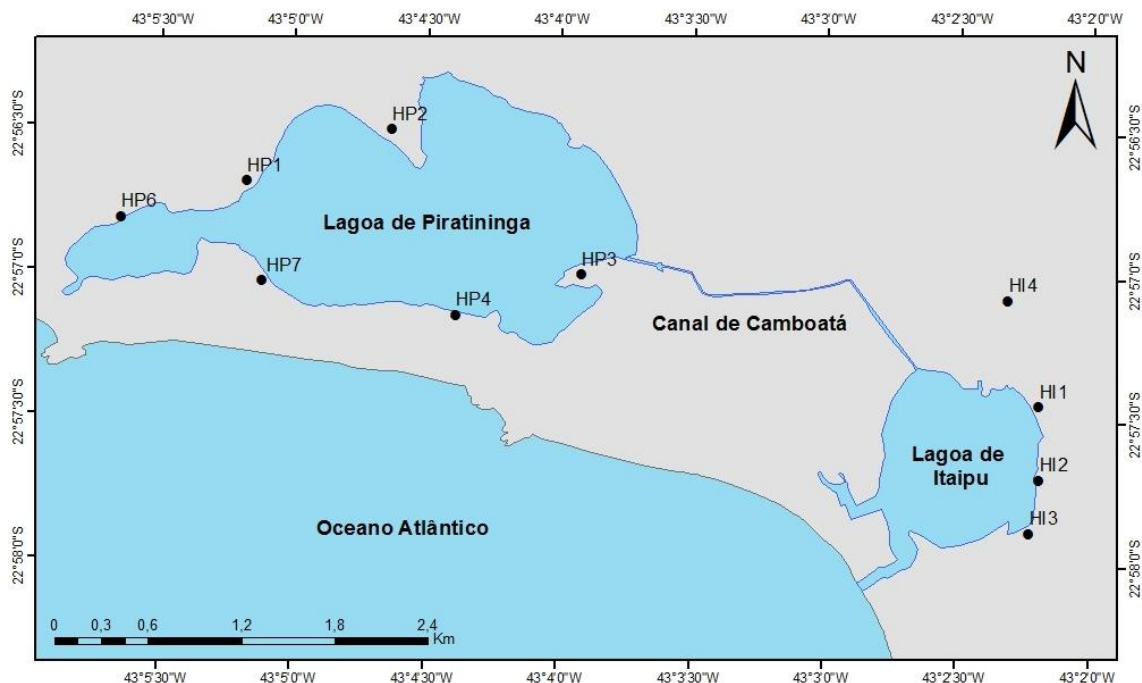 43°5'30"W 43°5'0"W 43°4'30"W 43°4'0"W 43°3'30"W 43°3'0"W 43°2'30"W 43°2'0"W
N
22°56'30"S
22°56'30"S
HP2
HP1
HP6
Lagoa de Piratininga
22°57'0"S
22°57'0"S
HP7
HP3
HP4
HI4
Canal de Camboatá
22°57'30"S
22°57'30"S
HI1
Lagoa de
Itaipu
HI2
HI3
Oceano Atlântico
22°58'0"S
22°58'0"S
0 0,3 0,6 1,2 1,8 2,4
Km
43°5'30"W 43°5'0"W 43°4'30"W 43°4'0"W 43°3'30"W 43°3'0"W 43°2'30"W 43°2'0"W